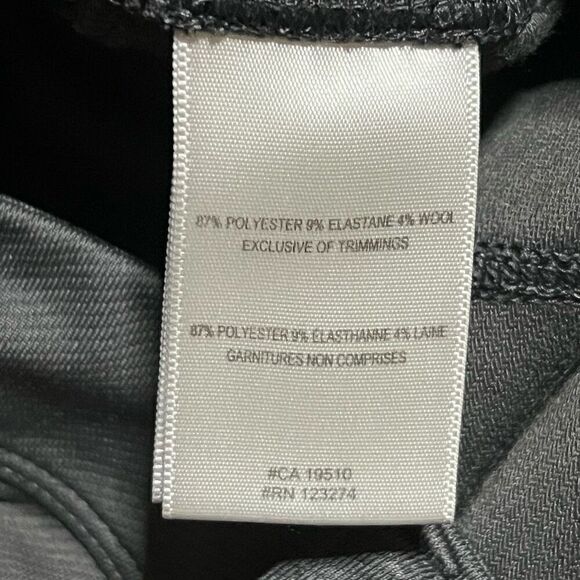 87% POLYESTER 9% ELASTANE 4% WOOL
EXCLUSIVE OF TRIMMINGS
87% POLYESTER 9% ELASTHANNE 4% LAINE
GARNITURES NON COMPRISES
#CA 19510
#RN 123274